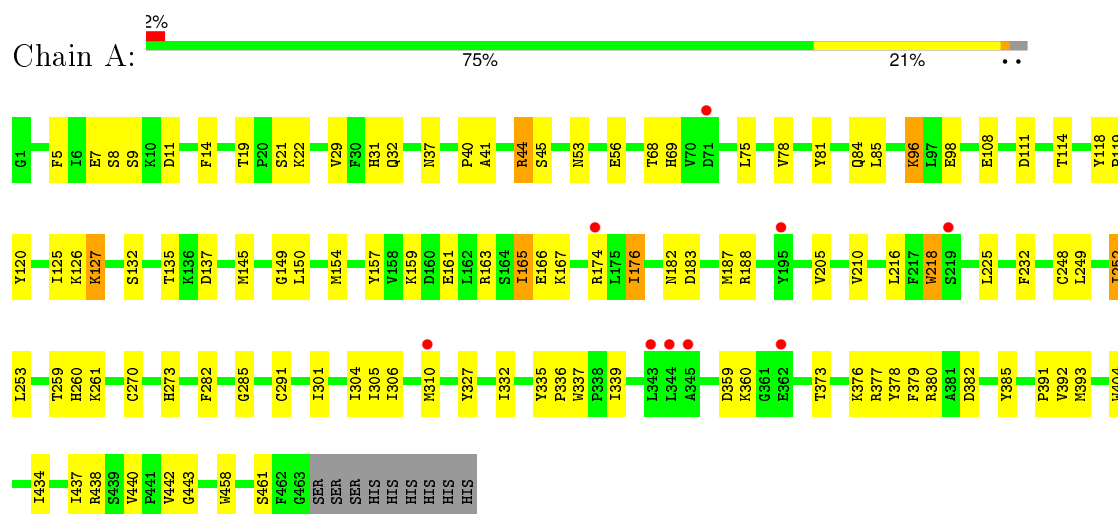 2%
Chain A:
75% 21% • •
G1 F5 I6 E7 S8 S9 K10 D11 F14 T19 P20 S21 K22 V29 F30 H31 Q32 N37 P40 A41 R44 S45 N53 E56 T68 H69 V70 D71 L75 V78 Y81 Q84 L85 K96 L97 E98 E108 D111 T114 Y118
Y120 I125 K126 K127 S132 T135 K136 D137 M145 G149 L150 M154 Y157 V158 K159 D160 E161 L162 R163 S164 I165 E166 K167 R174 L175 I176 N182 D183 M187 R188 Y195 V205 V210 L216 F217 W218 S219 L225 F232 C248 L249
L253 T259 H260 K261 C270 H273 F282 G285 C291 I301 I304 I305 I306 M310 Y327 I332 Y335 P336 W337 P338 I339 L343 L344 A345 D359 K360 G361 E362 T373 K376 R377 Y378 F379 R380 A381 D382 Y385 P391 V392 M393
I434 I437 R438 S439 V440 P441 V442 G443 W458 S461 F462 G463 SER SER SER HIS HIS HIS HIS HIS HIS